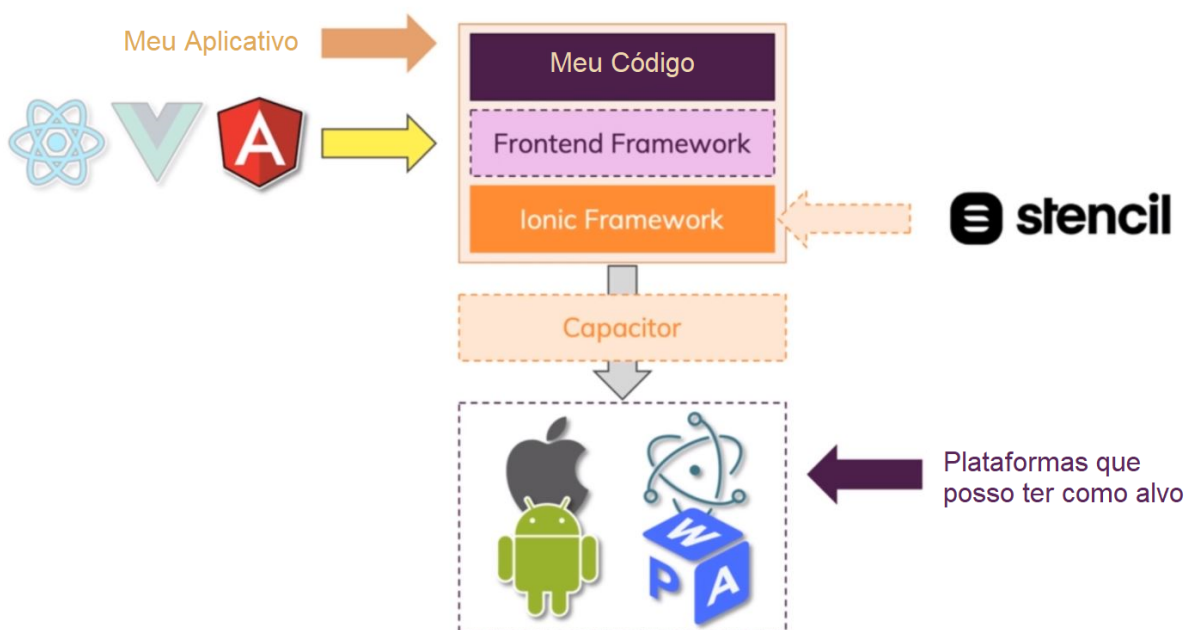 Meu Aplicativo
Meu Código
A
Frontend Framework
Ionic Framework
stencil
Capacitor
Plataformas que
posso ter como alvo
W
P A